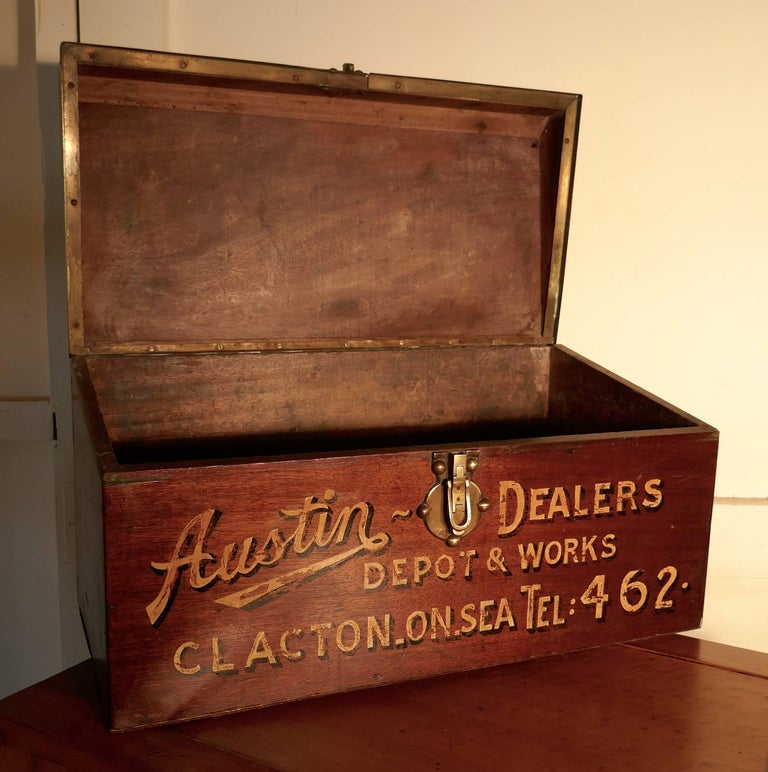 Austin ~ DEALERS
DEPOT & WORKS
CLACTON-ON-SEA TEL: 462.